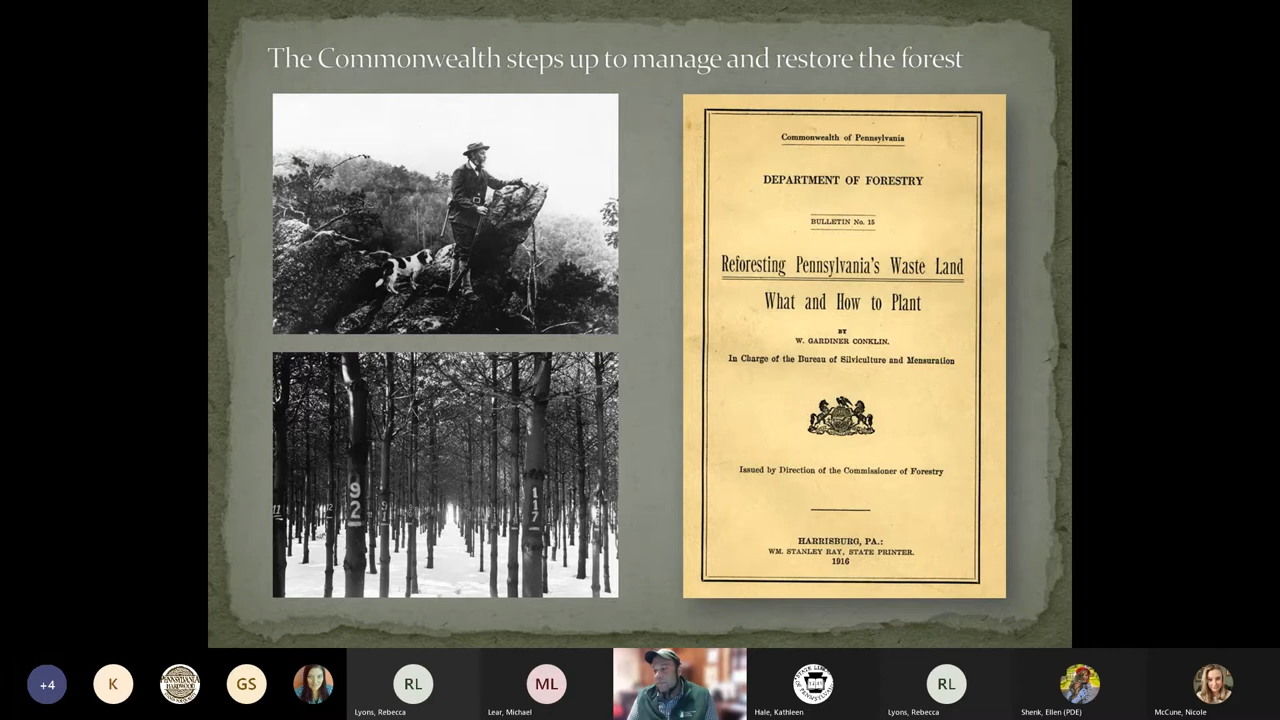 The Commonwealth steps up to manage and restore the forest
92
117
12
Commonwealth of Pennsylvania
DEPARTMENT OF FORESTRY
BULLETIN No. 15
Reforesting Pennsylvania's Waste Land
What and How to Plant
BY
W. GARDINER CONKLIN.
In Charge of the Bureau of Silviculture and Mensuration
Issued by Direction of the Commissioner of Forestry
HARRISBURG, PA.:
WM. STANLEY RAY, STATE PRINTER.
1916
+4
K
GS
RL
ML
RL
Lyons, Rebecca
Lear, Michael
Hale, Kathleen
Lyons, Rebecca
Shenk, Ellen (PDE)
McCune, Nicole